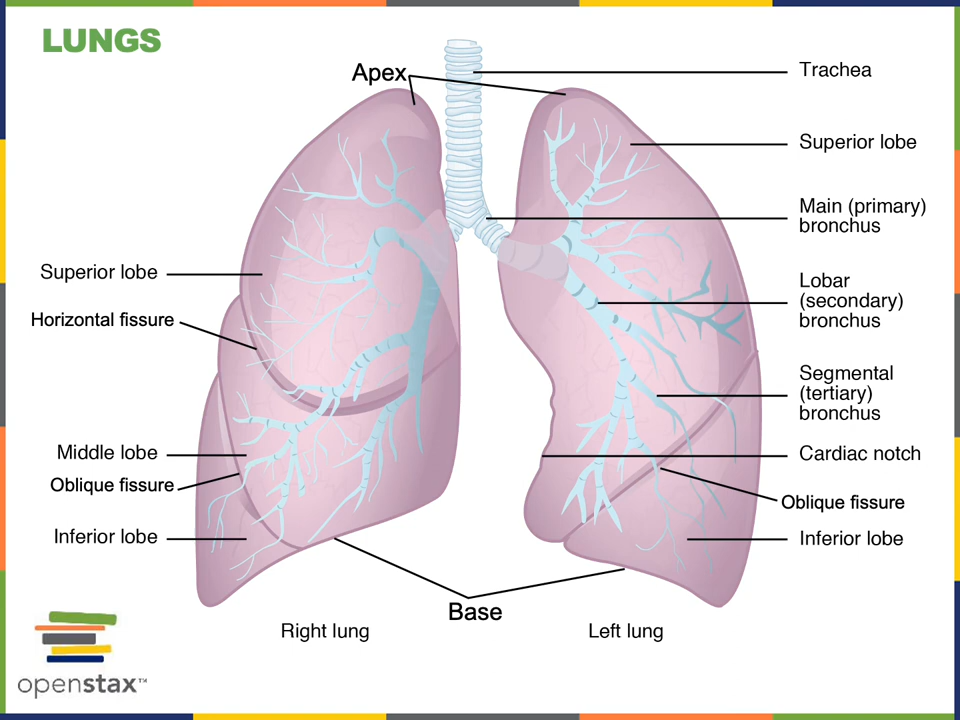 LUNGS
Apex
Trachea
Superior lobe
Main (primary)
bronchus
Lobar
(secondary)
bronchus
Segmental
(tertiary)
bronchus
Cardiac notch
Oblique fissure
Inferior lobe
Superior lobe
Horizontal fissure
Middle lobe
Oblique fissure
Inferior lobe
Base
Right lung
Left lung
openstax™